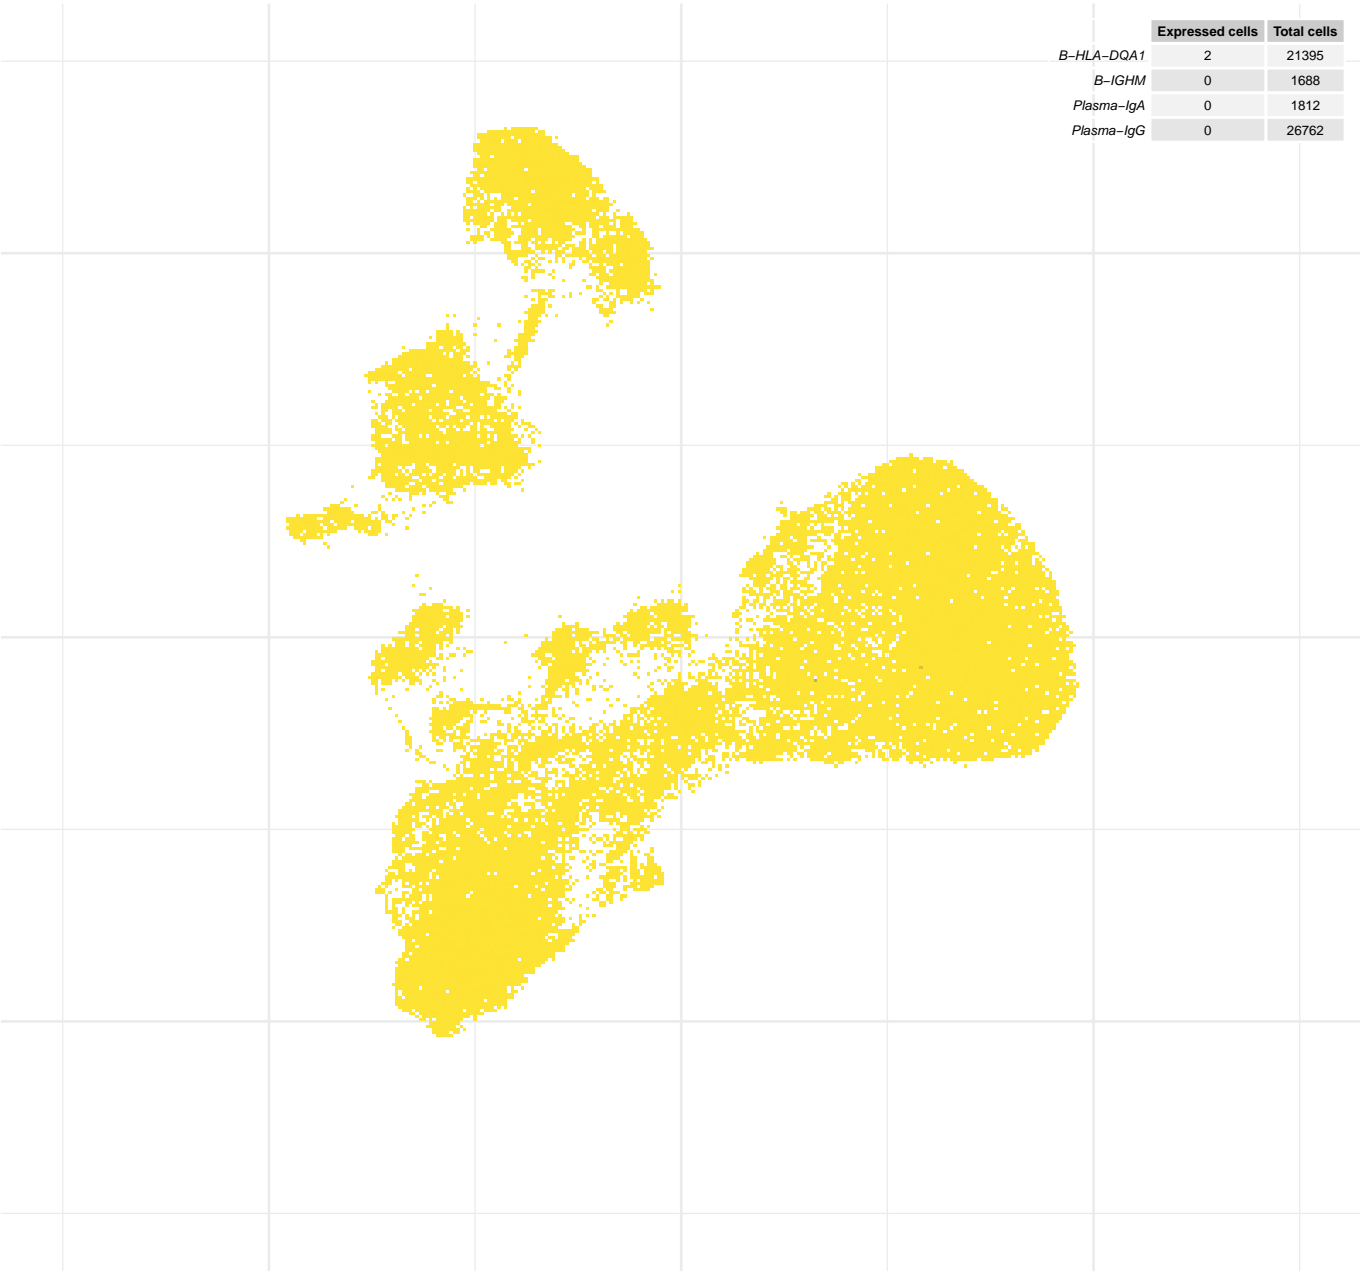 Expressed cells Total cells
B−HLA−DQA1 2 21395
B−IGHM 0 1688
Plasma−IgA 0 1812
Plasma−IgG 0 26762